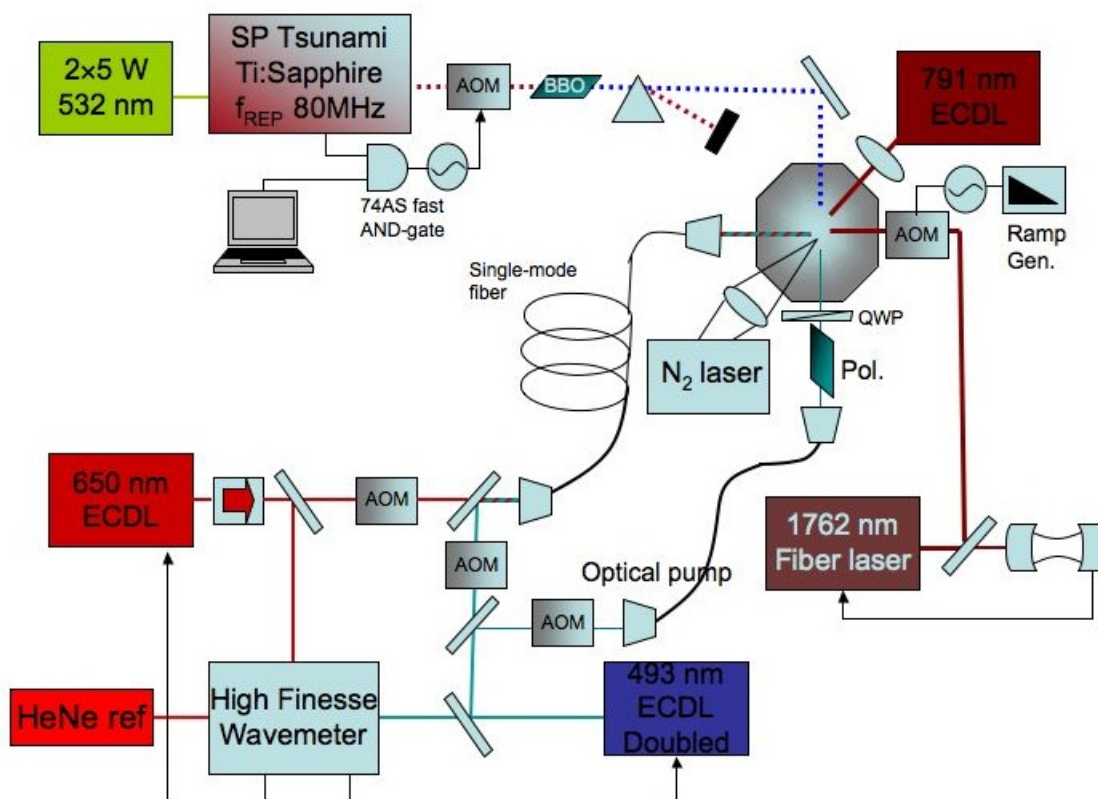 2×5 W
532 nm
SP Tsunami
Ti:Sapphire
fREP 80MHz
AOM
BBO
791 nm
ECDL
74AS fast
AND-gate
AOM
Ramp
Gen.
Single-mode
fiber
QWP
N2 laser
Pol.
650 nm
ECDL
AOM
1762 nm
Fiber laser
AOM
Optical pump
AOM
HeNe ref
High Finesse
Wavemeter
493 nm
ECDL
Doubled